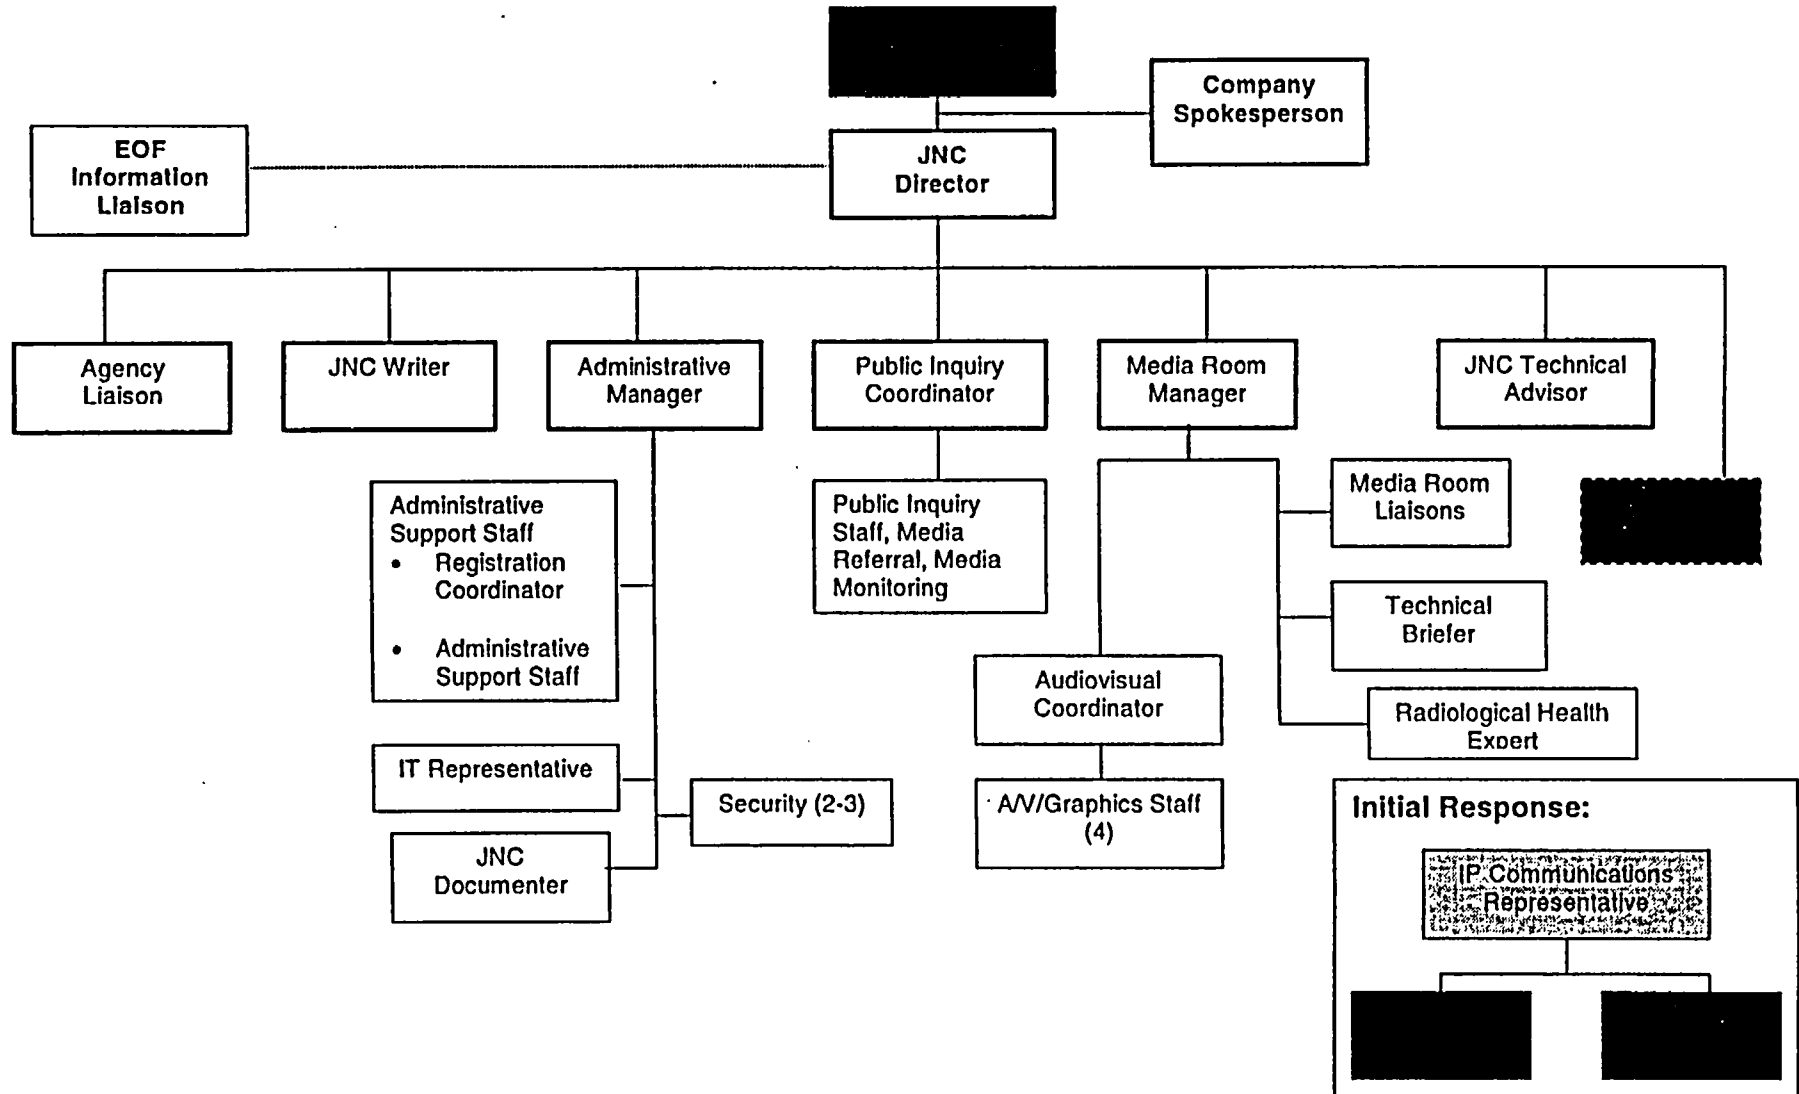 Company
Spokesperson
EOF
Information
Liaison
JNC
Director
Agency
Liaison
JNC Writer
Administrative
Manager
Public Inquiry
Coordinator
Media Room
Manager
JNC Technical
Advisor
Administrative
Support Staff
• Registration
Coordinator
• Administrative
Support Staff
Public Inquiry
Staff, Media
Referral, Media
Monitoring
Media Room
Liaisons
Technical
Briefer
Audiovisual
Coordinator
Radiological Health
Expert
IT Representative
Security (2-3)
A/V/Graphics Staff
(4)
JNC
Documenter
Initial Response:
IP Communications
Representative